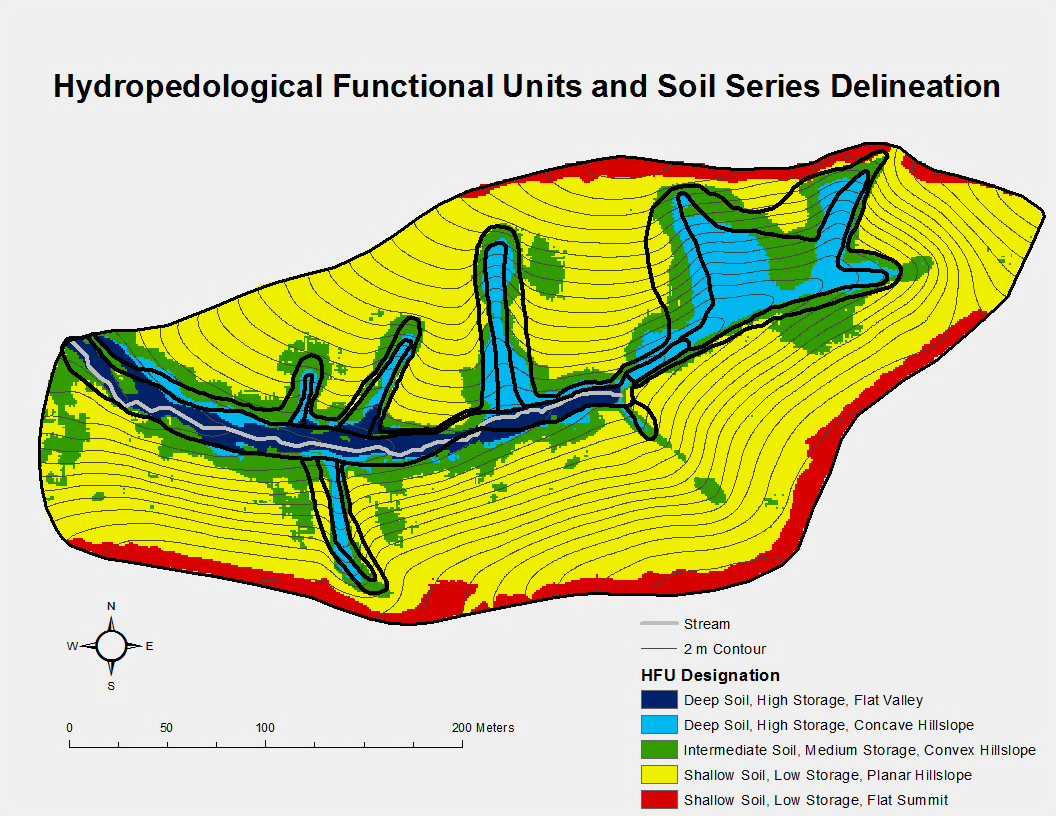 Hydropedological Functional Units and Soil Series Delineation
N
W E
S
0 50 100 200 Meters
Stream
2 m Contour
HFU Designation
Deep Soil, High Storage, Flat Valley
Deep Soil, High Storage, Concave Hillslope
Intermediate Soil, Medium Storage, Convex Hillslope
Shallow Soil, Low Storage, Planar Hillslope
Shallow Soil, Low Storage, Flat Summit